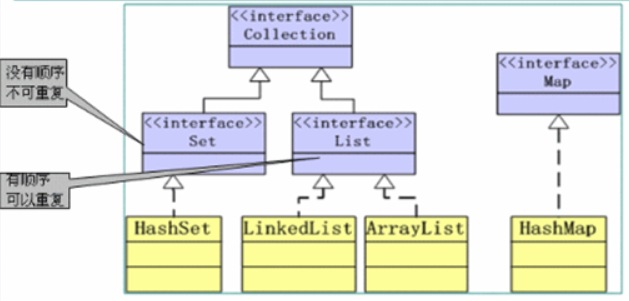 <<interface>>
Collection
没有顺序
不可重复
<<interface>>
Map
<<interface>>
Set
<<interface>>
List
有顺序
可以重复
HashSet
LinkedList
ArrayList
HashMap